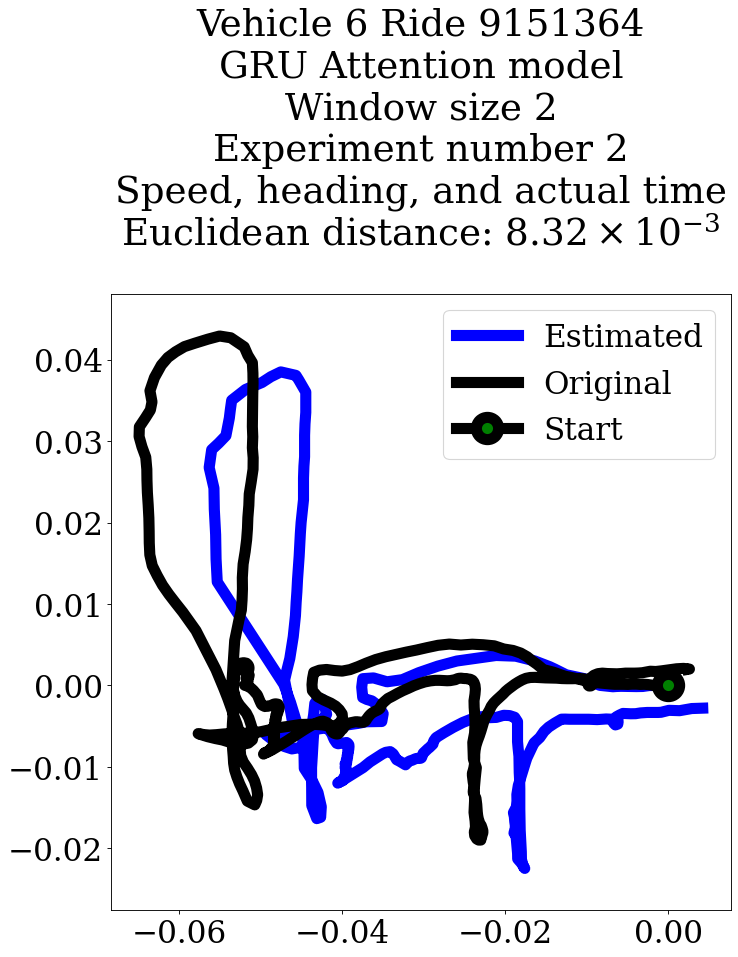 Vehicle 6 Ride 9151364
GRU Attention model
Window size 2
Experiment number 2
Speed, heading, and actual time
Euclidean distance: 8.32 × 10⁻³
Estimated
Original
Start
0.04
0.03
0.02
0.01
0.00
−0.01
−0.02
−0.06
−0.04
−0.02
0.00